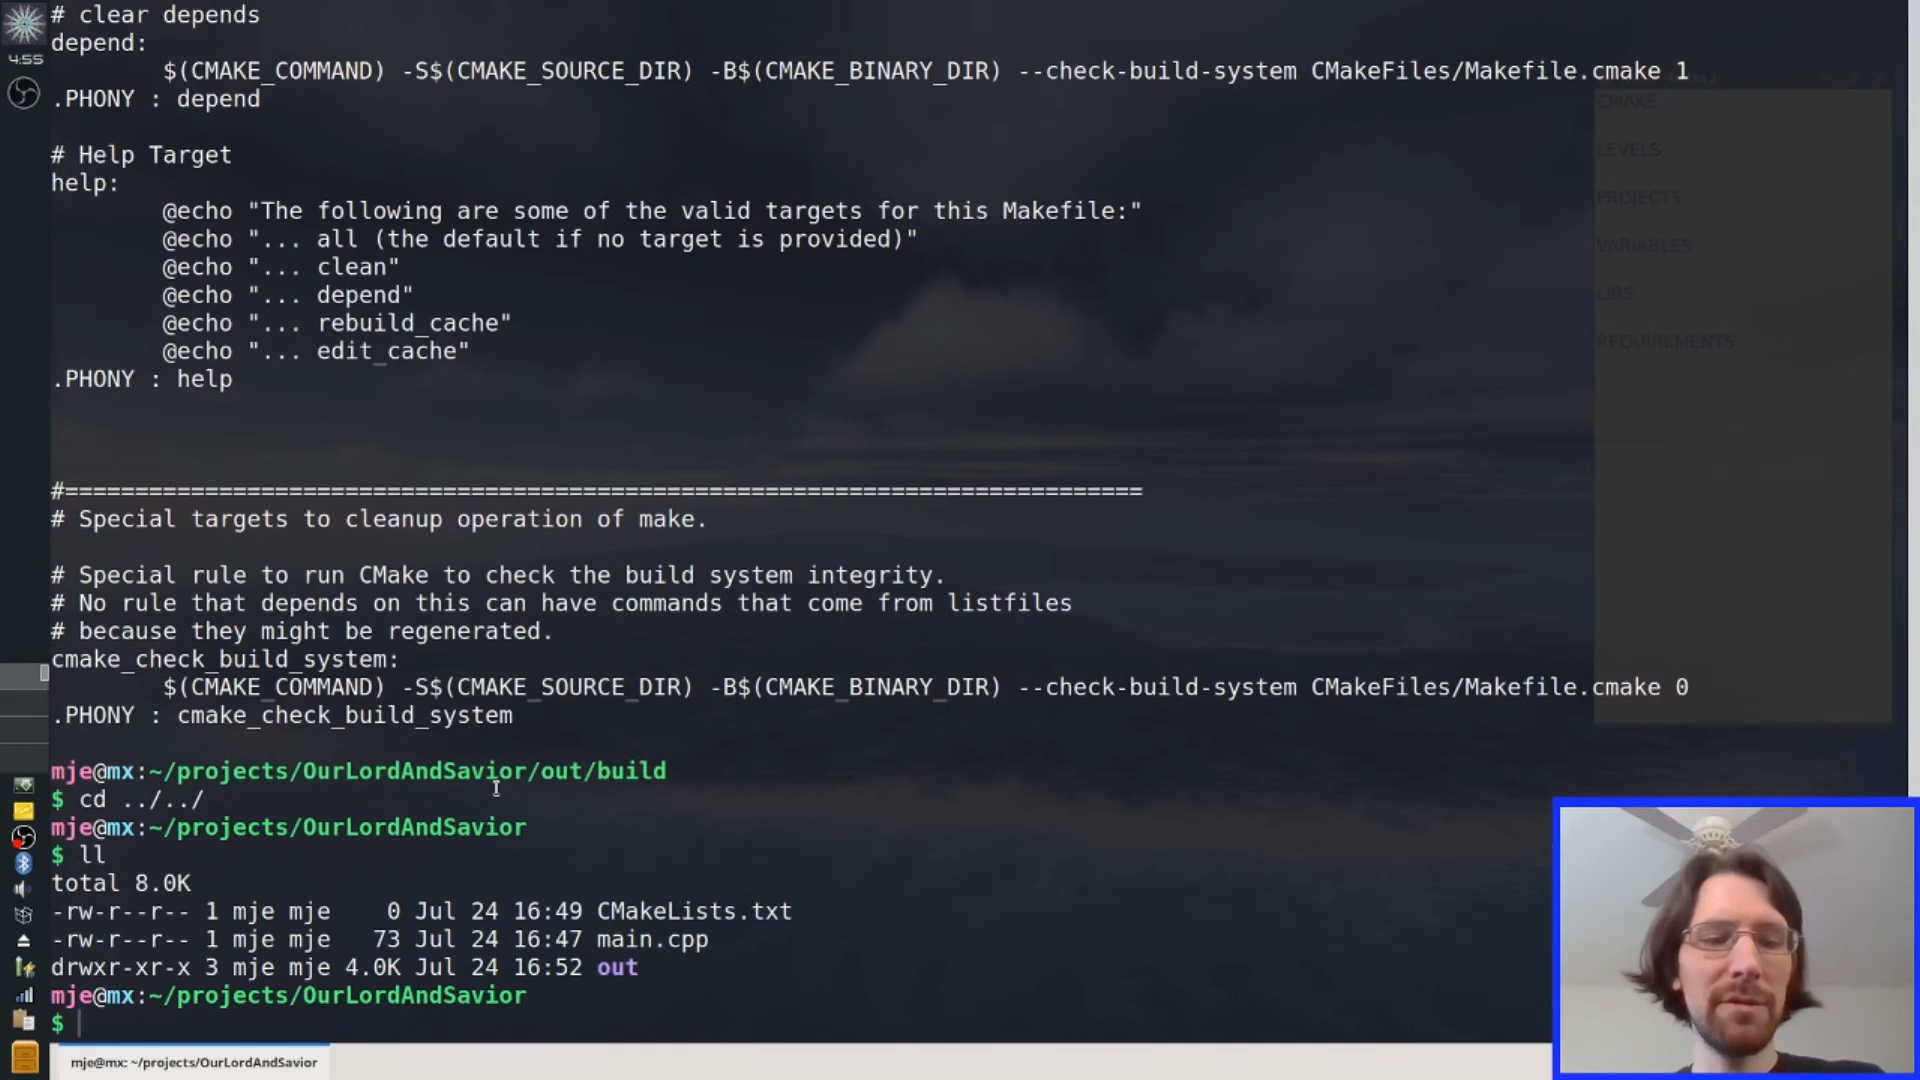 # clear depends
depend:
$(CMAKE_COMMAND) -S$(CMAKE_SOURCE_DIR) -B$(CMAKE_BINARY_DIR) --check-build-system CMakeFiles/Makefile.cmake 1
.PHONY : depend
# Help Target
help:
@echo "The following are some of the valid targets for this Makefile:"
@echo "... all (the default if no target is provided)"
@echo "... clean"
@echo "... depend"
@echo "... rebuild_cache"
@echo "... edit_cache"
.PHONY : help
#=============================================================================
# Special targets to cleanup operation of make.
# Special rule to run CMake to check the build system integrity.
# No rule that depends on this can have commands that come from listfiles
# because they might be regenerated.
cmake_check_build_system:
$(CMAKE_COMMAND) -S$(CMAKE_SOURCE_DIR) -B$(CMAKE_BINARY_DIR) --check-build-system CMakeFiles/Makefile.cmake 0
.PHONY : cmake_check_build_system
mje@mx:~/projects/OurLordAndSavior/out/build
$ cd ../../
mje@mx:~/projects/OurLordAndSavior
$ ll
total 8.0K
-rw-r--r-- 1 mje mje 0 Jul 24 16:49 CMakeLists.txt
-rw-r--r-- 1 mje mje 73 Jul 24 16:47 main.cpp
drwxr-xr-x 3 mje mje 4.0K Jul 24 16:52 out
mje@mx:~/projects/OurLordAndSavior
$
mje@mx: ~/projects/OurLordAndSavior
4:55
CMAKE
LEVELS
PROJECTS
VARIABLES
LIBS
REQUIREMENTS